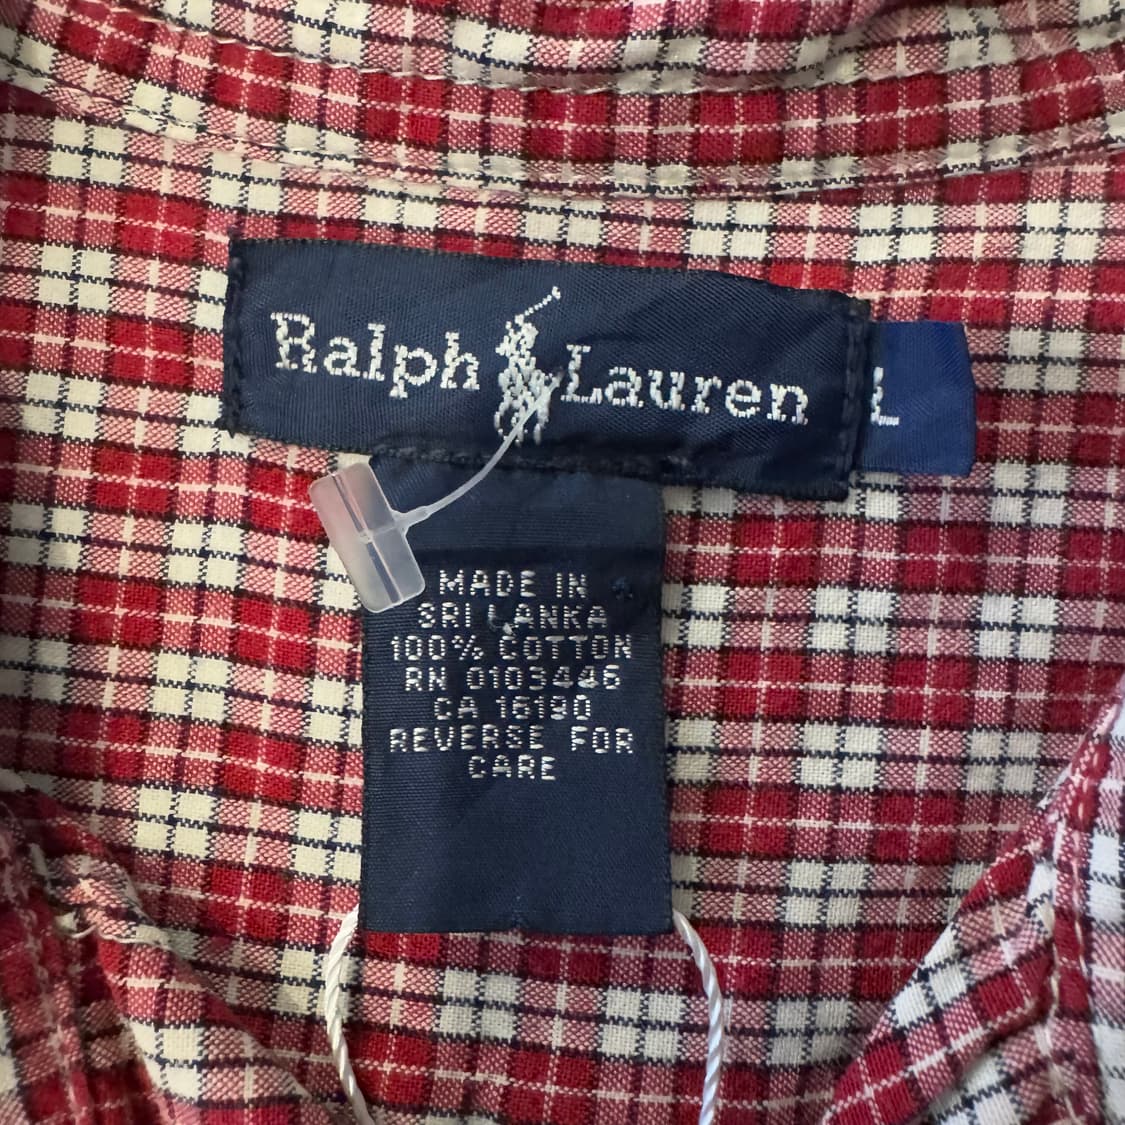 Ralph Lauren
L
MADE IN
SRI LANKA
100% COTTON
RN 0103446
CA 16190
REVERSE FOR
CARE